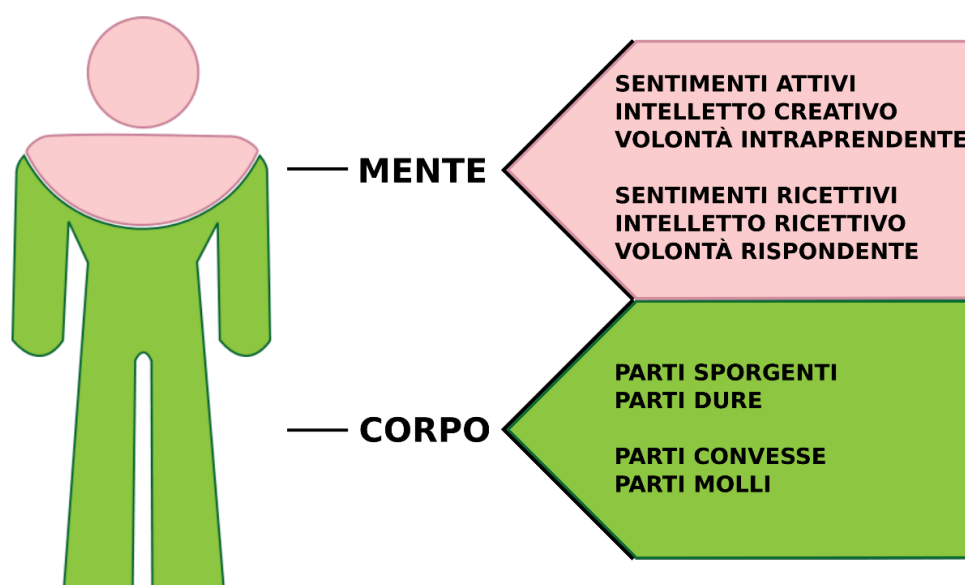 MENTE
SENTIMENTI ATTIVI
INTELLETTO CREATIVO
VOLONTÀ INTRAPRENDENTE
SENTIMENTI RICETTIVI
INTELLETTO RICETTIVO
VOLONTÀ RISPONDENTE
CORPO
PARTI SPORGENTI
PARTI DURE
PARTI CONVESSE
PARTI MOLLI